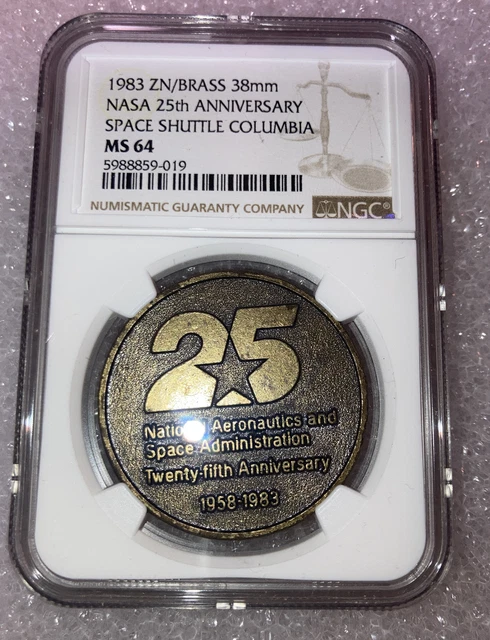 1983 ZN/BRASS 38mm
NASA 25th ANNIVERSARY
SPACE SHUTTLE COLUMBIA
MS 64
5988859-019
NUMISMATIC GUARANTY COMPANY NGC®
25
National Aeronautics and
Space Administration
Twenty-fifth Anniversary
1958-1983